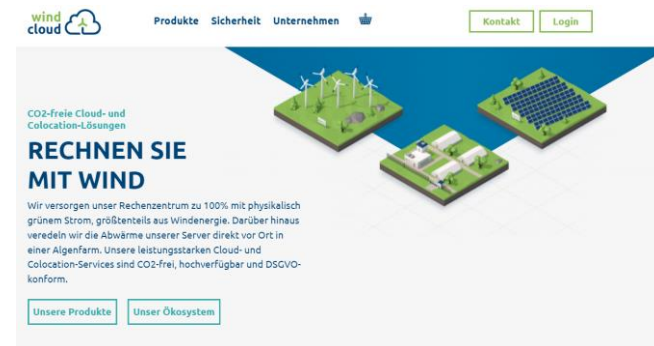 wind
cloud
Produkte Sicherheit Unternehmen
Kontakt Login
CO2-freie Cloud- und
Colocation-Lösungen
RECHNEN SIE
MIT WIND
Wir versorgen unser Rechenzentrum zu 100% mit physikalisch
grünem Strom, größtenteils aus Windenergie. Darüber hinaus
veredeln wir die Abwärme unserer Server direkt vor Ort in
einer Algenfarm. Unsere leistungsstarken Cloud- und
Colocation-Services sind CO2-frei, hochverfügbar und DSGVO-
konform.
Unsere Produkte Unser Ökosystem